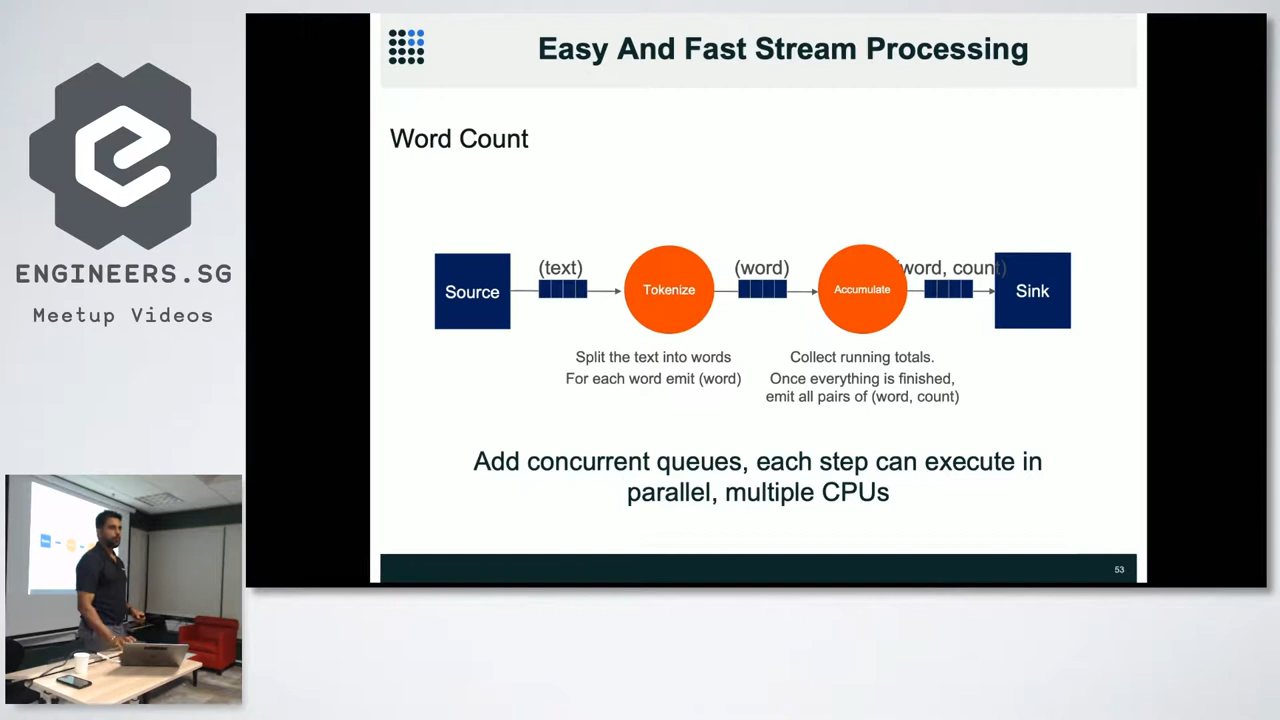 ENGINEERS.SG
Meetup Videos
Easy And Fast Stream Processing
Word Count
Source
(text)
Tokenize
(word)
Accumulate
(word, count)
Sink
Split the text into words
For each word emit (word)
Collect running totals.
Once everything is finished,
emit all pairs of (word, count)
Add concurrent queues, each step can execute in
parallel, multiple CPUs
53